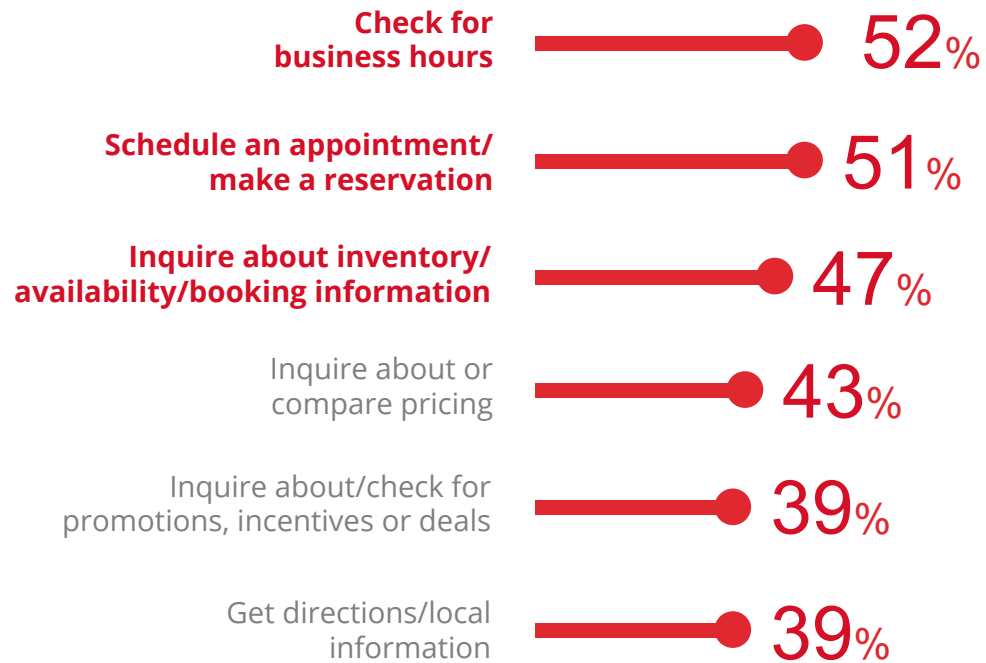 Check for
business hours
52%
Schedule an appointment/
make a reservation
51%
Inquire about inventory/
availability/booking information
47%
Inquire about or
compare pricing
43%
Inquire about/check for
promotions, incentives or deals
39%
Get directions/local
information
39%